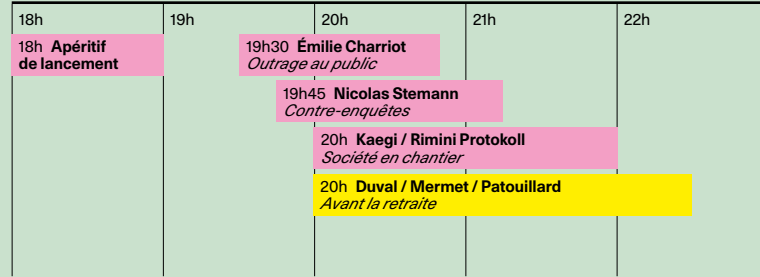 18h 19h 20h 21h 22h
18h Apéritif
de lancement
19h30 Émilie Charriot
Outrage au public
19h45 Nicolas Stemann
Contre-enquêtes
20h Kaegi / Rimini Protokoll
Société en chantier
20h Duval / Mermet / Patouillard
Avant la retraite